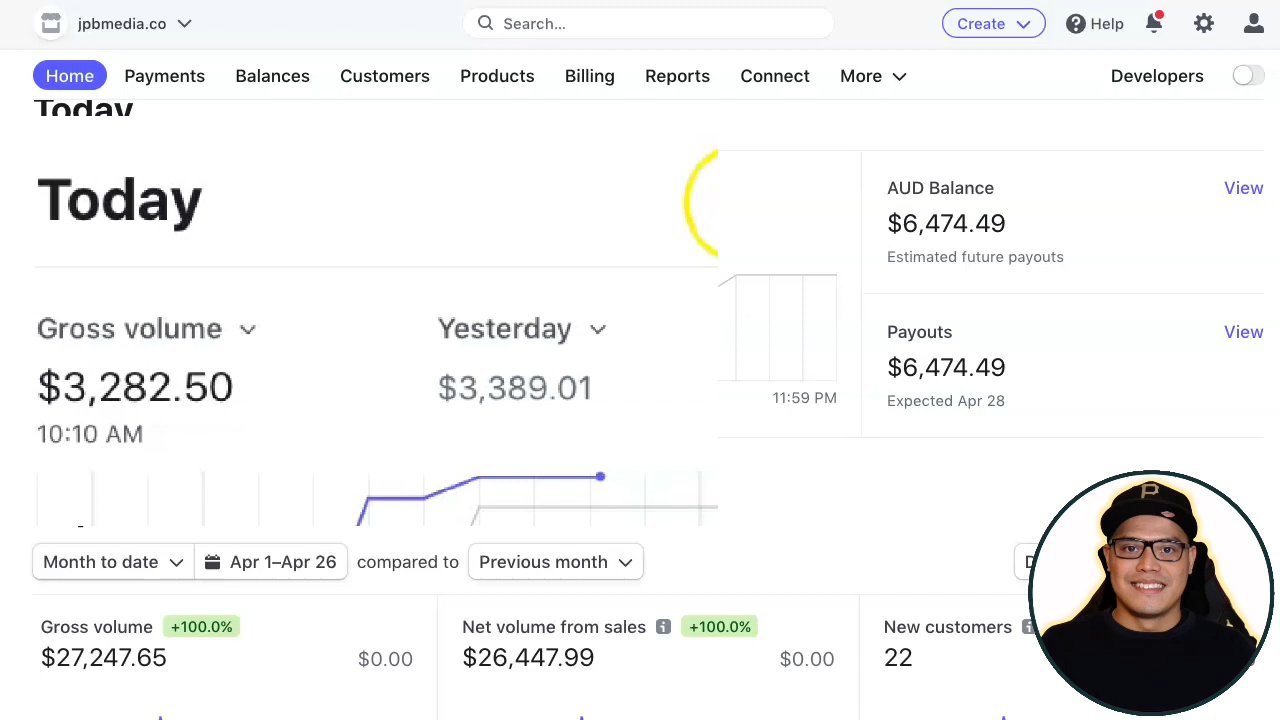 jpbmedia.co
Search...
Create
Help
Home Payments Balances Customers Products Billing Reports Connect More Developers
Today
Today
Gross volume
$3,282.50
10:10 AM
Yesterday
$3,389.01
11:59 PM
AUD Balance
View
$6,474.49
Estimated future payouts
Payouts
View
$6,474.49
Expected Apr 28
Month to date Apr 1–Apr 26 compared to Previous month
Gross volume +100.0%
$27,247.65 $0.00
Net volume from sales +100.0%
$26,447.99 $0.00
New customers
22
P